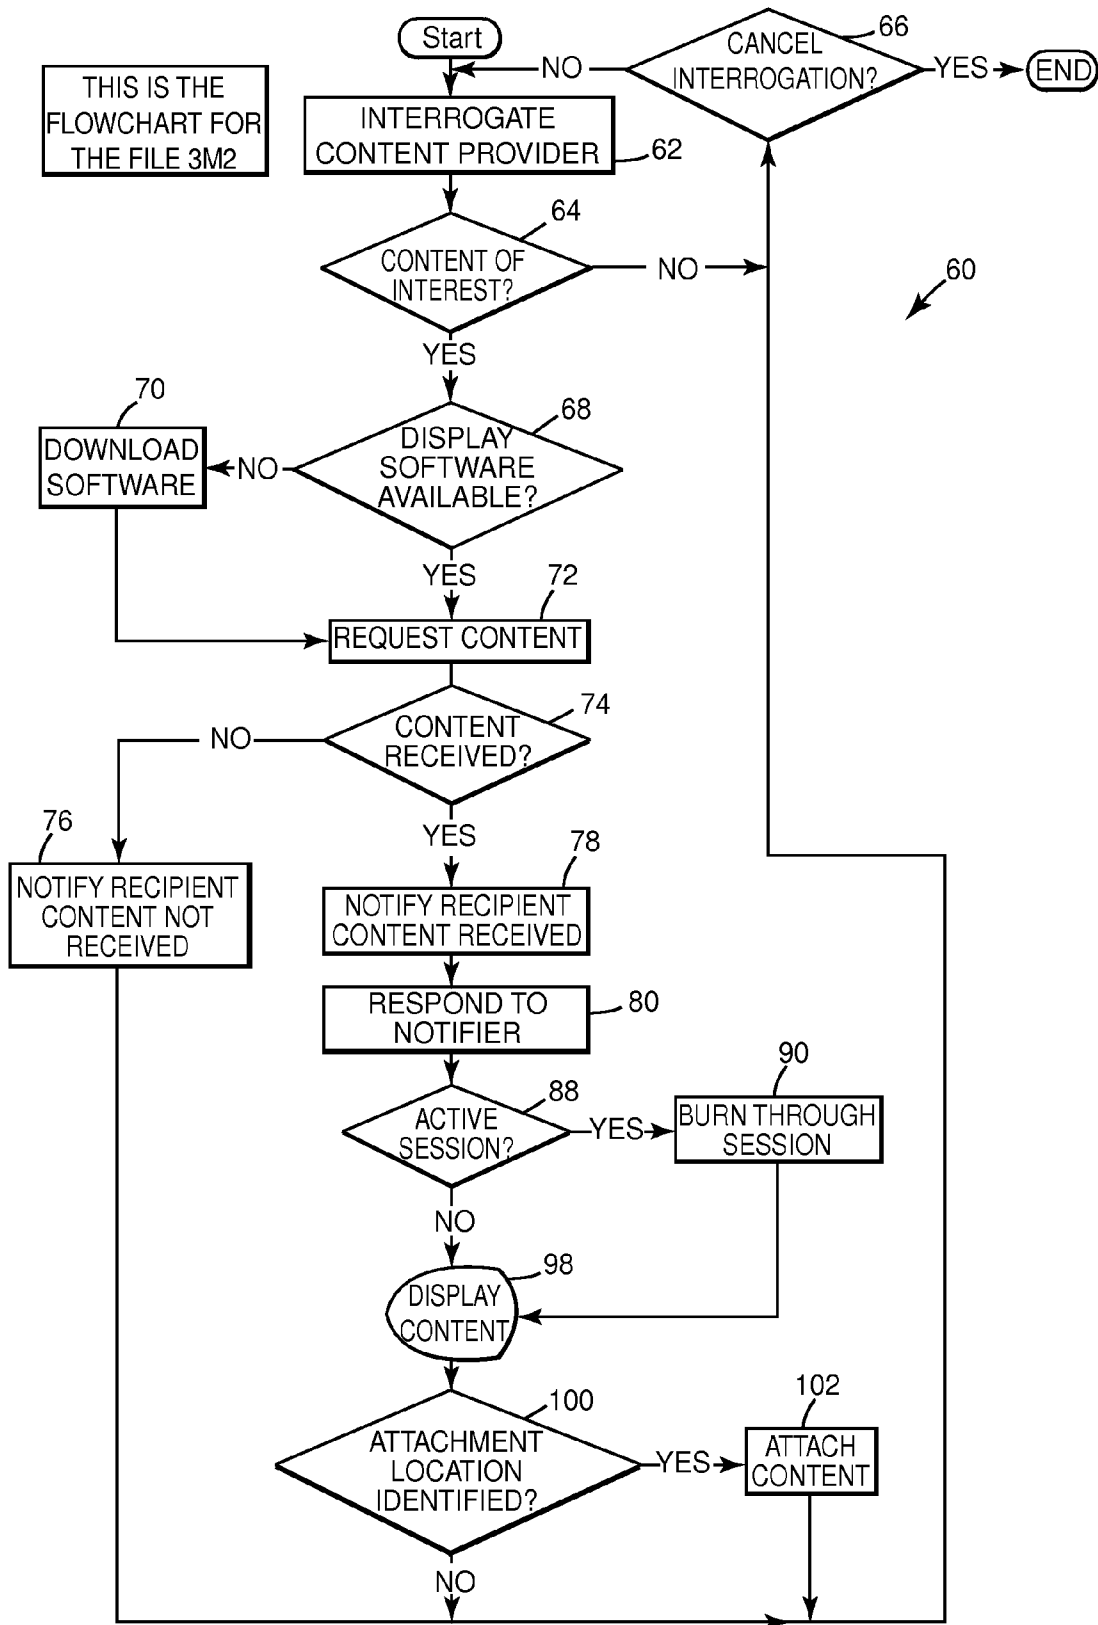 Start
66
CANCEL
INTERROGATION?
NO
YES
END
THIS IS THE
FLOWCHART FOR
THE FILE 3M2
INTERROGATE
CONTENT PROVIDER
62
64
CONTENT OF
INTEREST?
NO
60
YES
70
68
DOWNLOAD
SOFTWARE
NO
DISPLAY
SOFTWARE
AVAILABLE?
YES
72
REQUEST CONTENT
74
CONTENT
RECEIVED?
NO
YES
76
NOTIFY RECIPIENT
CONTENT NOT
RECEIVED
78
NOTIFY RECIPIENT
CONTENT RECEIVED
RESPOND TO
NOTIFIER
80
88
ACTIVE
SESSION?
YES
90
BURN THROUGH
SESSION
NO
98
DISPLAY
CONTENT
100
ATTACHMENT
LOCATION
IDENTIFIED?
YES
102
ATTACH
CONTENT
NO